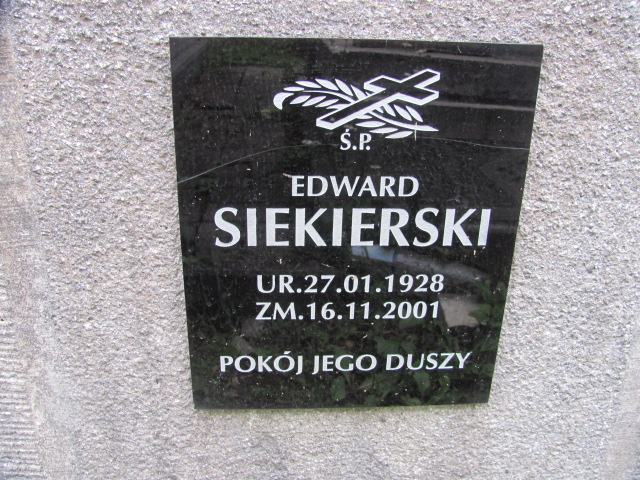 Ś.P.
EDWARD
SIEKIERSKI
UR.27.01.1928
ZM.16.11.2001
POKÓJ JEGO DUSZY